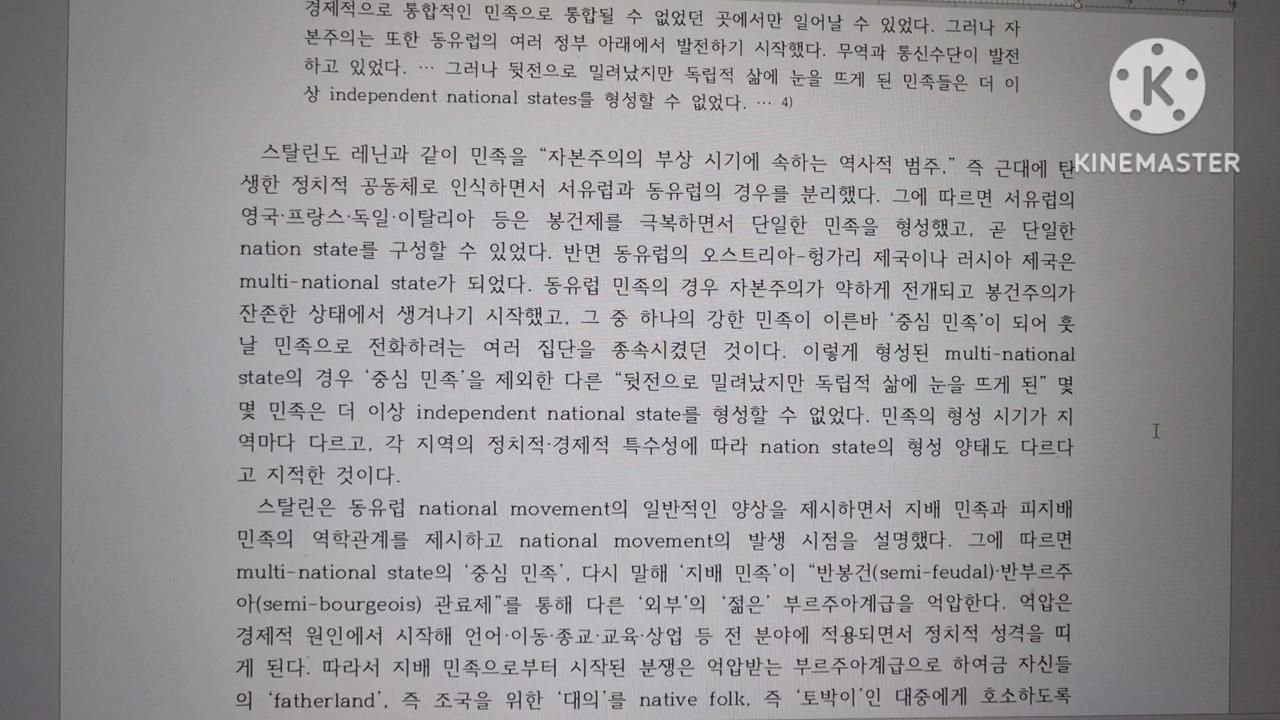 경제적으로 통합적인 민족으로 통합될 수 없었던 곳에서만 일어날 수 있었다. 그러나 자
본주의는 또한 동유럽의 여러 정부 아래에서 발전하기 시작했다. 무역과 통신수단이 발전
하고 있었다. … 그러나 뒷전으로 밀려났지만 독립적 삶에 눈을 뜨게 된 민족들은 더 이
상 independent national states를 형성할 수 없었다. … 4)
K
KINEMASTER
스탈린도 레닌과 같이 민족을 “자본주의의 부상 시기에 속하는 역사적 범주,” 즉 근대에 탄
생한 정치적 공동체로 인식하면서 서유럽과 동유럽의 경우를 분리했다. 그에 따르면 서유럽의
영국·프랑스·독일·이탈리아 등은 봉건제를 극복하면서 단일한 민족을 형성했고, 곧 단일한
nation state를 구성할 수 있었다. 반면 동유럽의 오스트리아-헝가리 제국이나 러시아 제국은
multi-national state가 되었다. 동유럽 민족의 경우 자본주의가 약하게 전개되고 봉건주의가
잔존한 상태에서 생겨나기 시작했고, 그 중 하나의 강한 민족이 이른바 ‘중심 민족’이 되어 훗
날 민족으로 전화하려는 여러 집단을 종속시켰던 것이다. 이렇게 형성된 multi-national
state의 경우 ‘중심 민족’을 제외한 다른 “뒷전으로 밀려났지만 독립적 삶에 눈을 뜨게 된” 몇
몇 민족은 더 이상 independent national state를 형성할 수 없었다. 민족의 형성 시기가 지
역마다 다르고, 각 지역의 정치적·경제적 특수성에 따라 nation state의 형성 양태도 다르다
고 지적한 것이다.
스탈린은 동유럽 national movement의 일반적인 양상을 제시하면서 지배 민족과 피지배
민족의 역학관계를 제시하고 national movement의 발생 시점을 설명했다. 그에 따르면
multi-national state의 ‘중심 민족’, 다시 말해 ‘지배 민족’이 “반봉건(semi-feudal)·반부르주
아(semi-bourgeois) 관료제”를 통해 다른 ‘외부’의 ‘젊은’ 부르주아계급을 억압한다. 억압은
경제적 원인에서 시작해 언어·이동·종교·교육·상업 등 전 분야에 적용되면서 정치적 성격을 띠
게 된다. 따라서 지배 민족으로부터 시작된 분쟁은 억압받는 부르주아계급으로 하여금 자신들
의 ‘fatherland’, 즉 조국을 위한 ‘대의’를 native folk, 즉 ‘토박이’인 대중에게 호소하도록